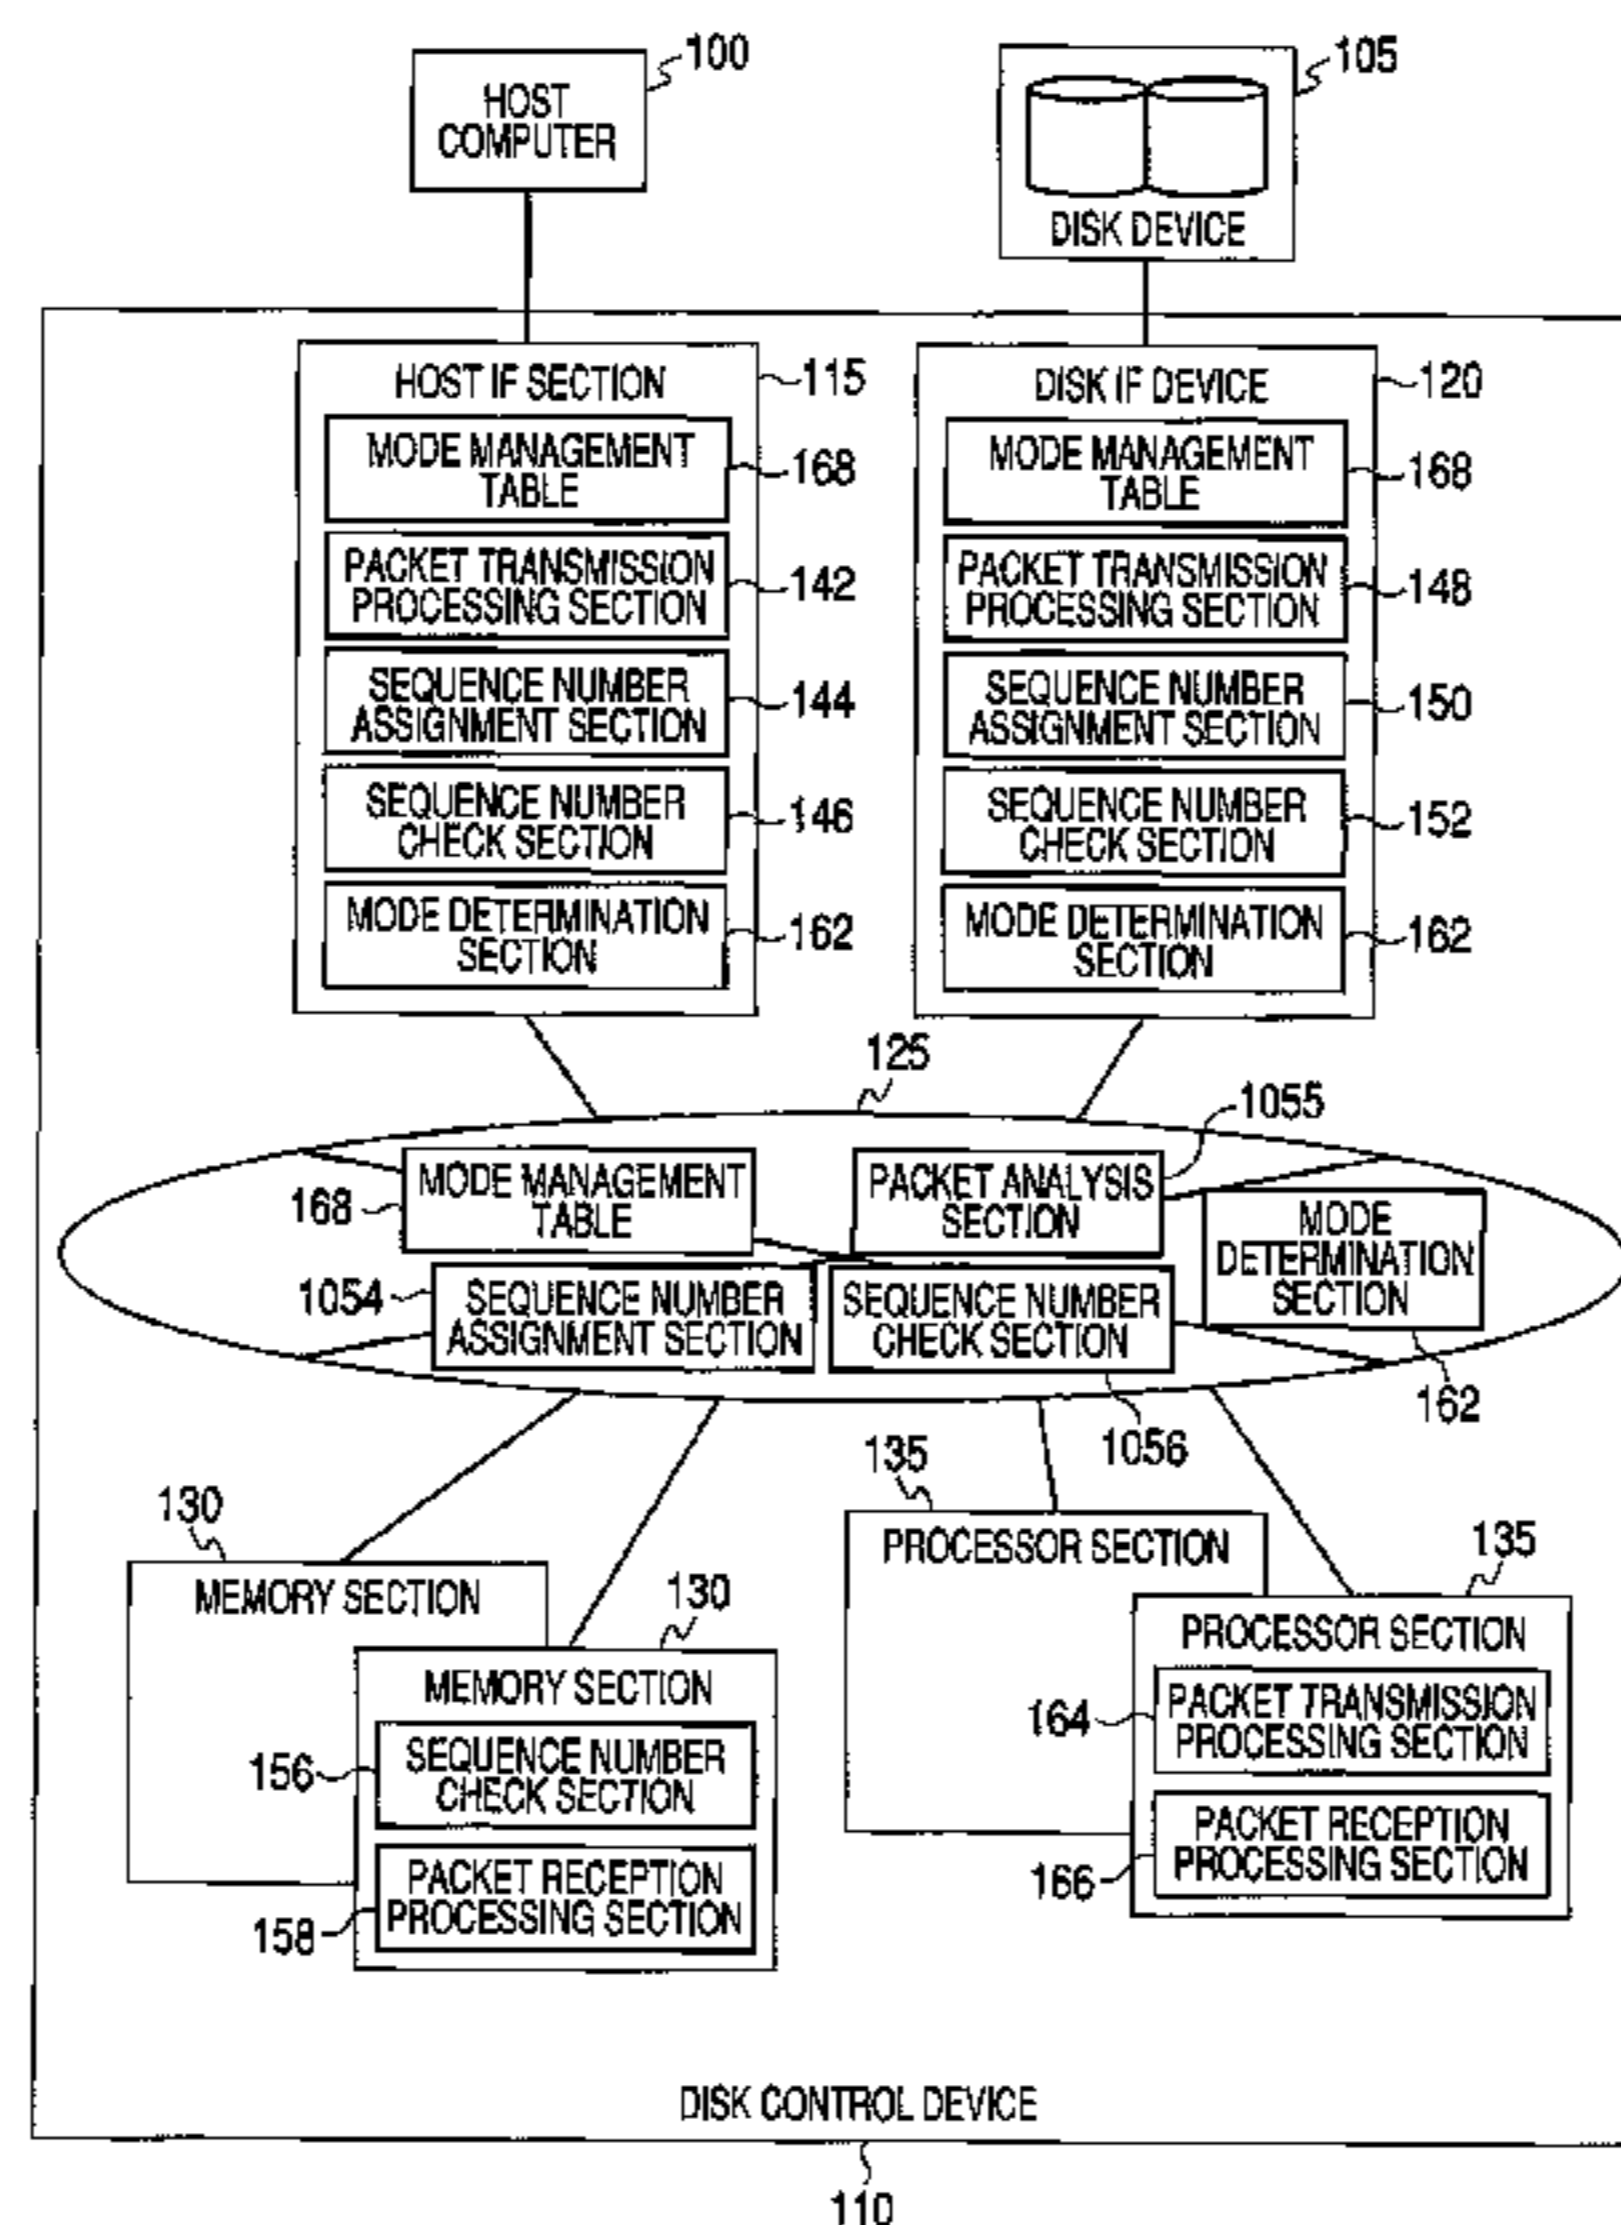 100
HOST
COMPUTER
105
DISK DEVICE
HOST IF SECTION
115
MODE MANAGEMENT
TABLE
168
PACKET TRANSMISSION
PROCESSING SECTION
142
SEQUENCE NUMBER
ASSIGNMENT SECTION
144
SEQUENCE NUMBER
CHECK SECTION
146
MODE DETERMINATION
SECTION
162
DISK IF DEVICE
120
MODE MANAGEMENT
TABLE
168
PACKET TRANSMISSION
PROCESSING SECTION
148
SEQUENCE NUMBER
ASSIGNMENT SECTION
150
SEQUENCE NUMBER
CHECK SECTION
152
MODE DETERMINATION
SECTION
162
125
1055
MODE MANAGEMENT
TABLE
168
PACKET ANALYSIS
SECTION
MODE
DETERMINATION
SECTION
162
1054
SEQUENCE NUMBER
ASSIGNMENT SECTION
SEQUENCE NUMBER
CHECK SECTION
1056
130
MEMORY SECTION
130
MEMORY SECTION
156
SEQUENCE NUMBER
CHECK SECTION
158
PACKET RECEPTION
PROCESSING SECTION
135
PROCESSOR SECTION
135
PROCESSOR SECTION
164
PACKET TRANSMISSION
PROCESSING SECTION
166
PACKET RECEPTION
PROCESSING SECTION
DISK CONTROL DEVICE
110